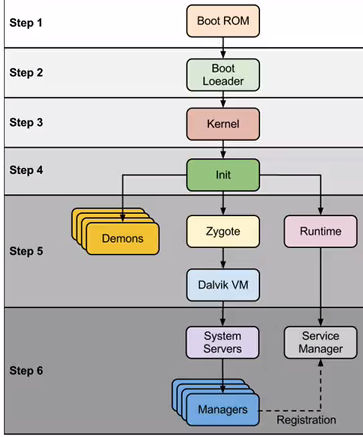 Step 1
Boot ROM
Step 2
Boot
Loeader
Step 3
Kernel
Step 4
Init
Step 5
Demons
Zygote
Runtime
Dalvik VM
Step 6
System
Servers
Service
Manager
Managers
Registration